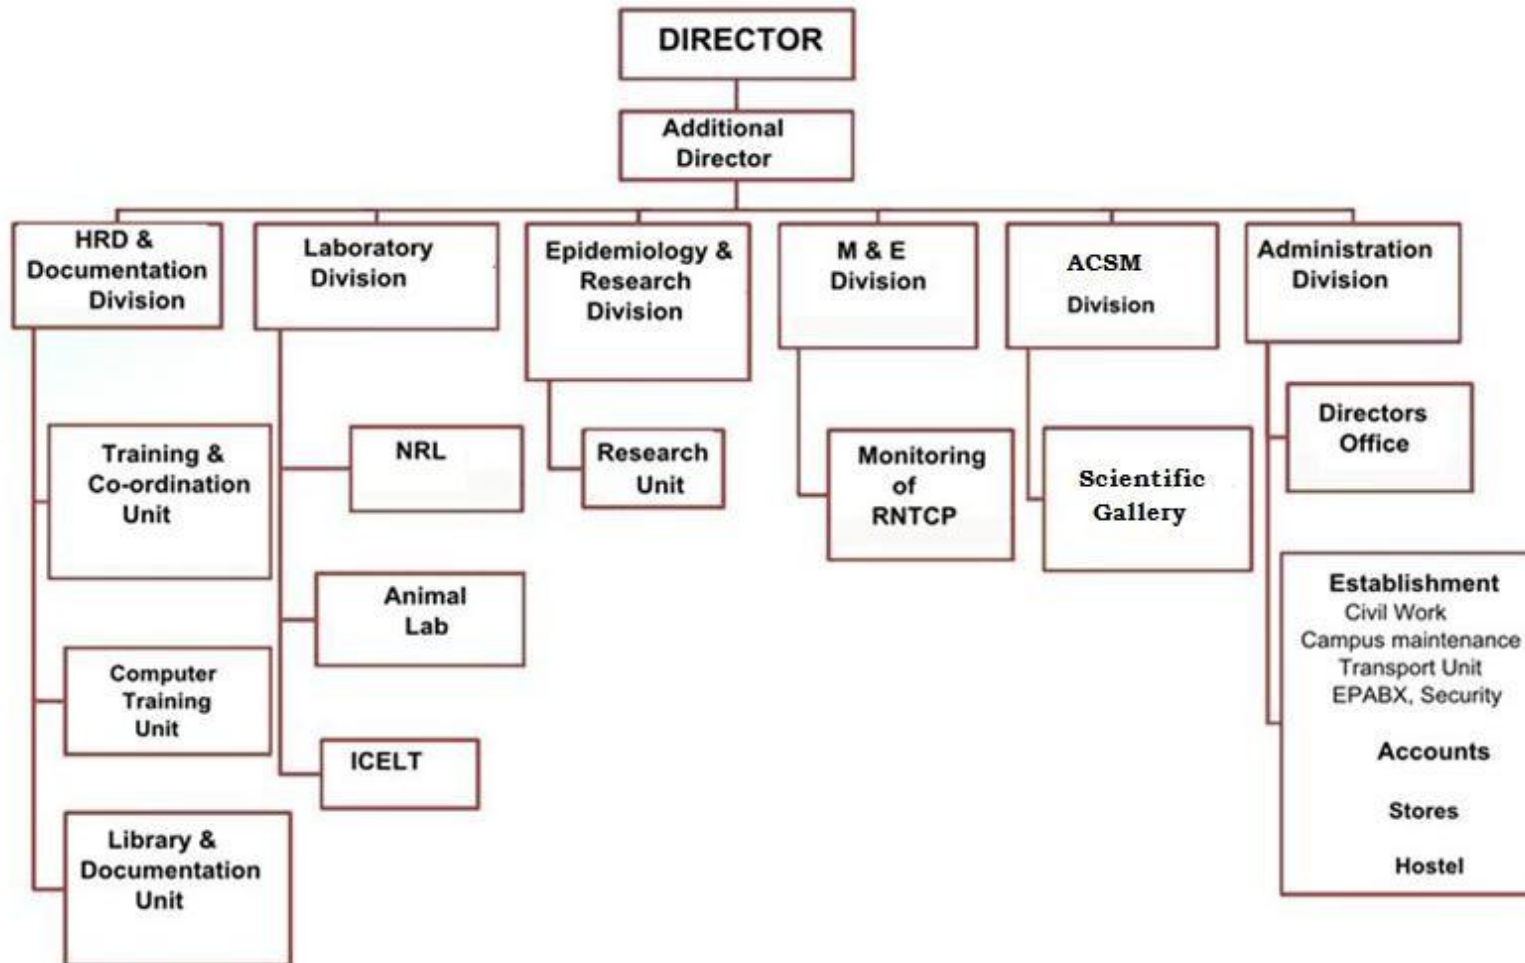 DIRECTOR
Additional
Director
HRD &
Documentation
Division
Laboratory
Division
Epidemiology &
Research
Division
M & E
Division
ACSM
Division
Administration
Division
Training &
Co-ordination
Unit
Computer
Training
Unit
Library &
Documentation
Unit
NRL
Animal
Lab
ICELT
Research
Unit
Monitoring
of
RNTCP
Scientific
Gallery
Directors
Office
Establishment
Civil Work
Campus maintenance
Transport Unit
EPABX, Security
Accounts
Stores
Hostel